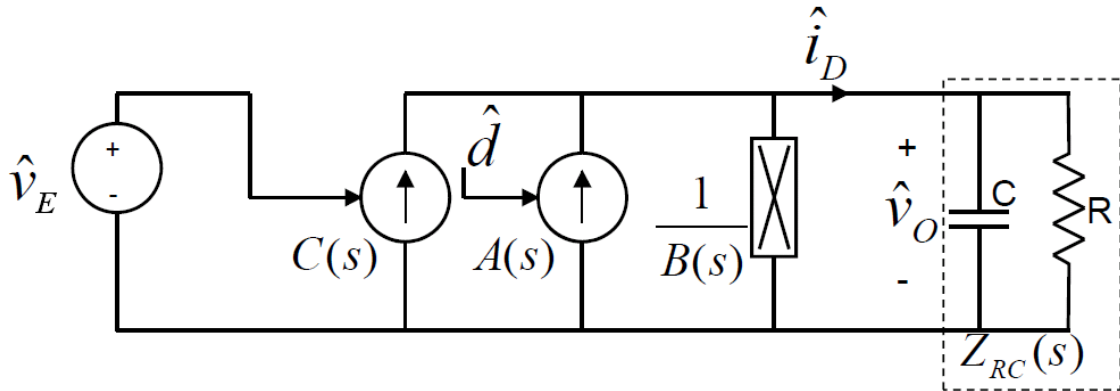 î_D
+
-
v̂_E
C(s)
d̂
A(s)
1
B(s)
+
v̂_O
-
C
R
Z_RC(s)